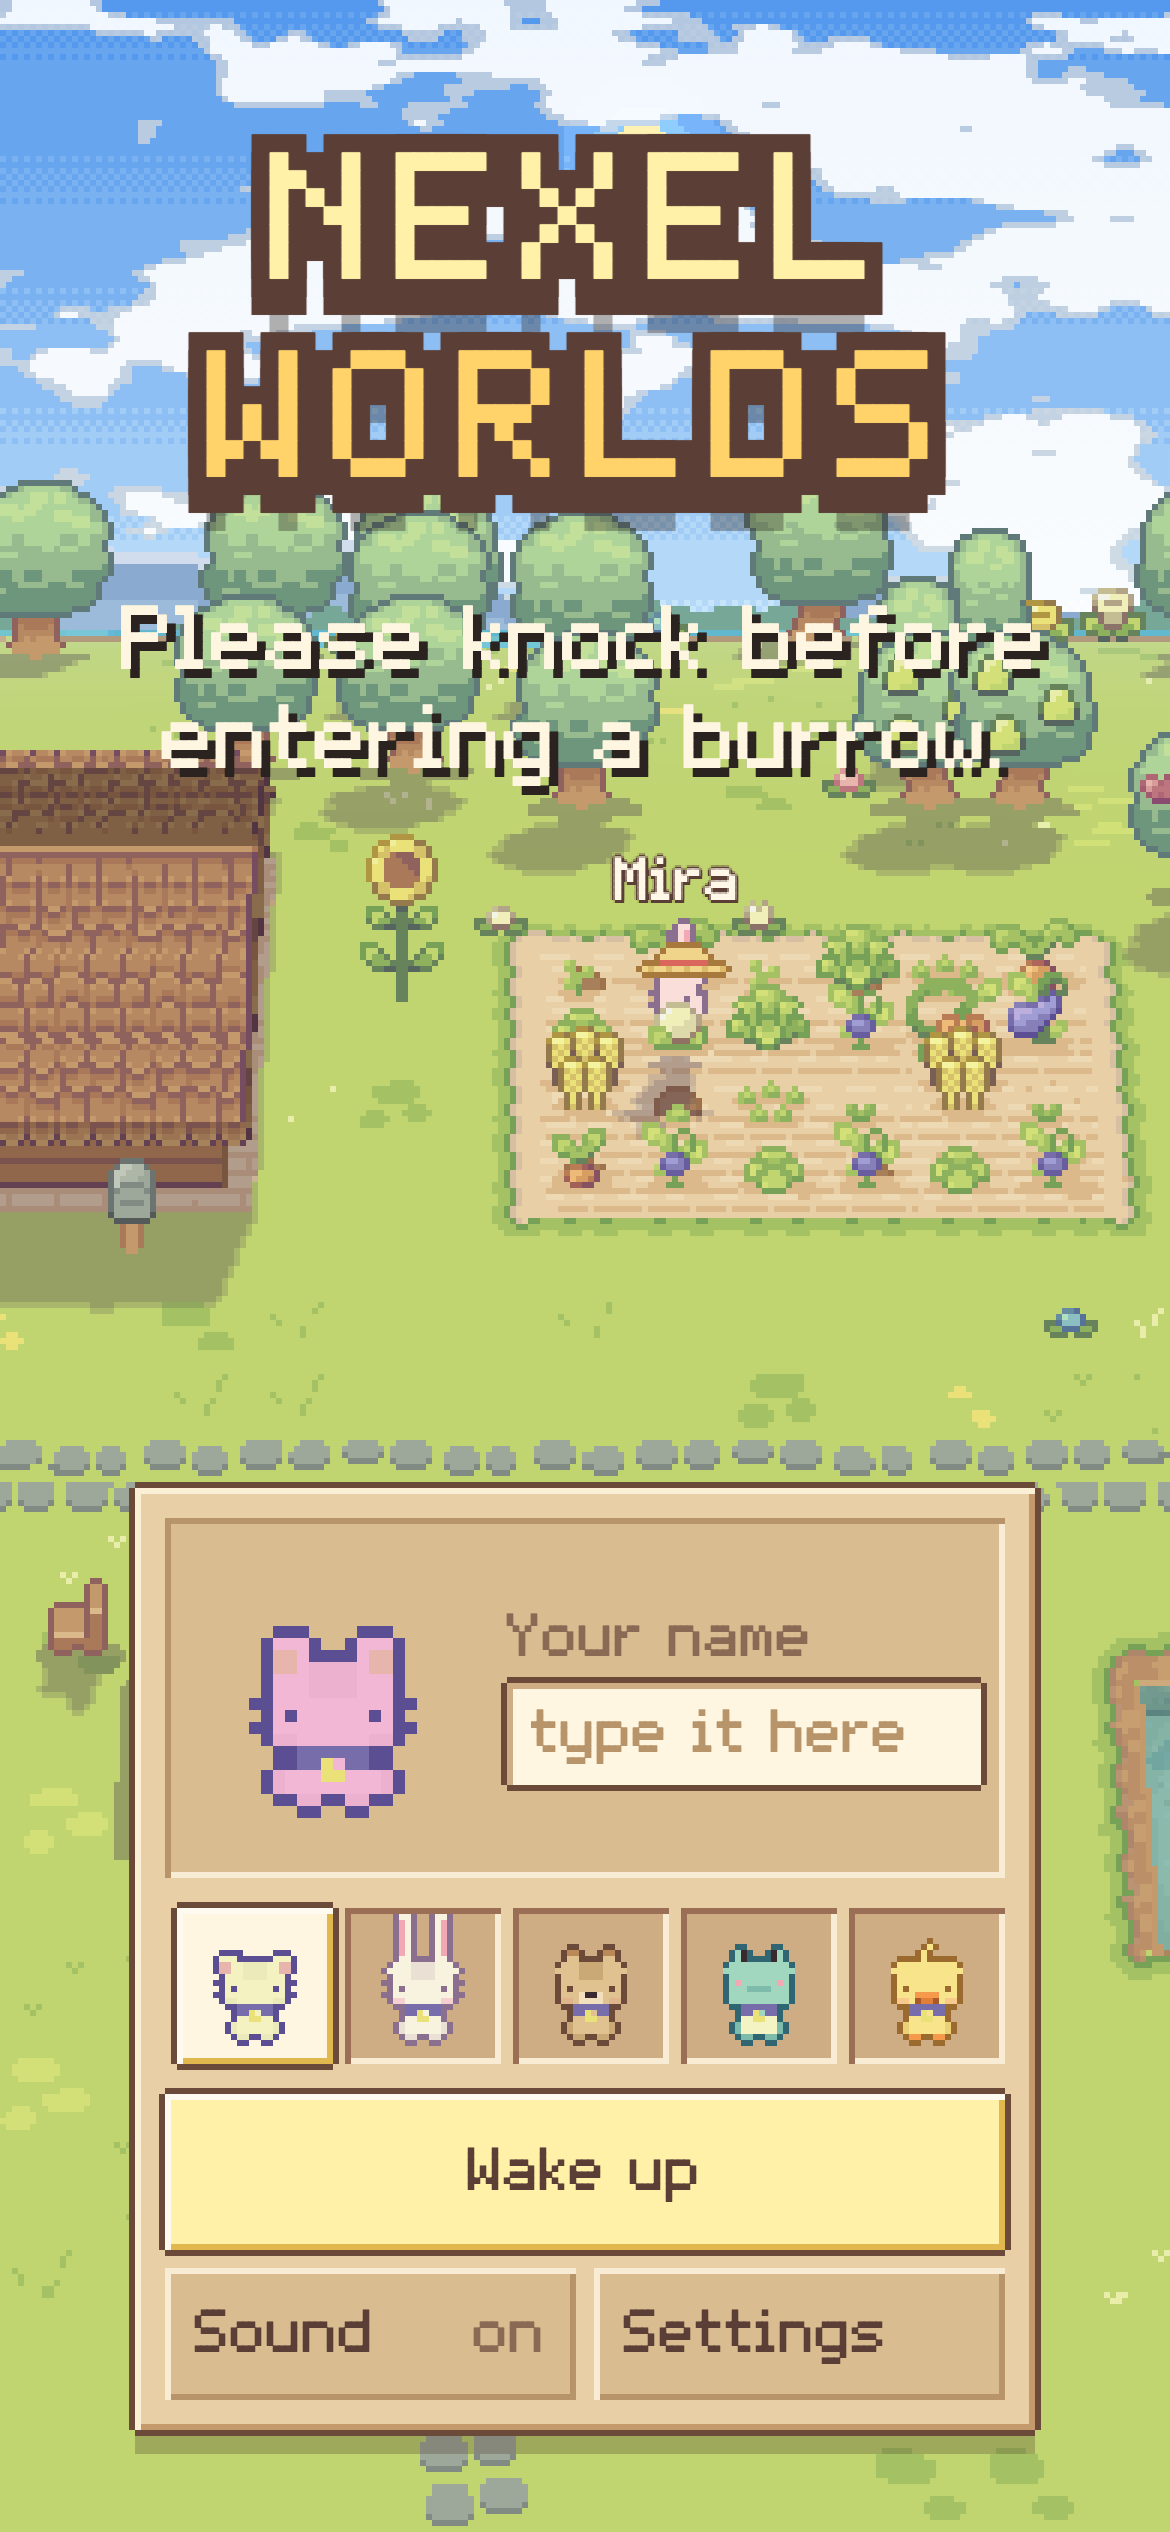 NEXEL
WORLDS
Please knock before
entering a burrow.
Mira
Your name
type it here
Wake up
Sound on
Settings